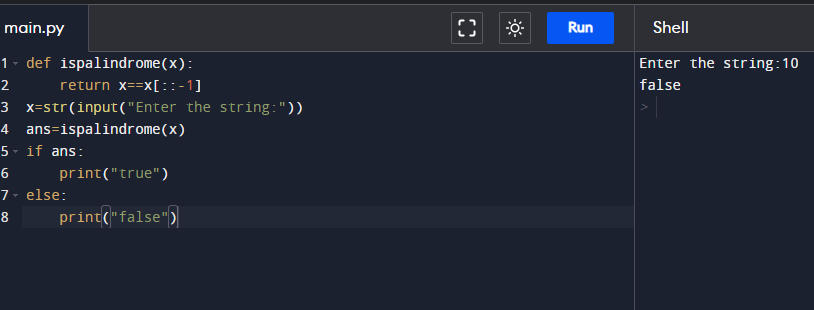 main.py
Run
Shell
1 def ispalindrome(x):
2     return x==x[::-1]
3 x=str(input("Enter the string:"))
4 ans=ispalindrome(x)
5 if ans:
6     print("true")
7 else:
8     print("false")
Enter the string:10
false
>